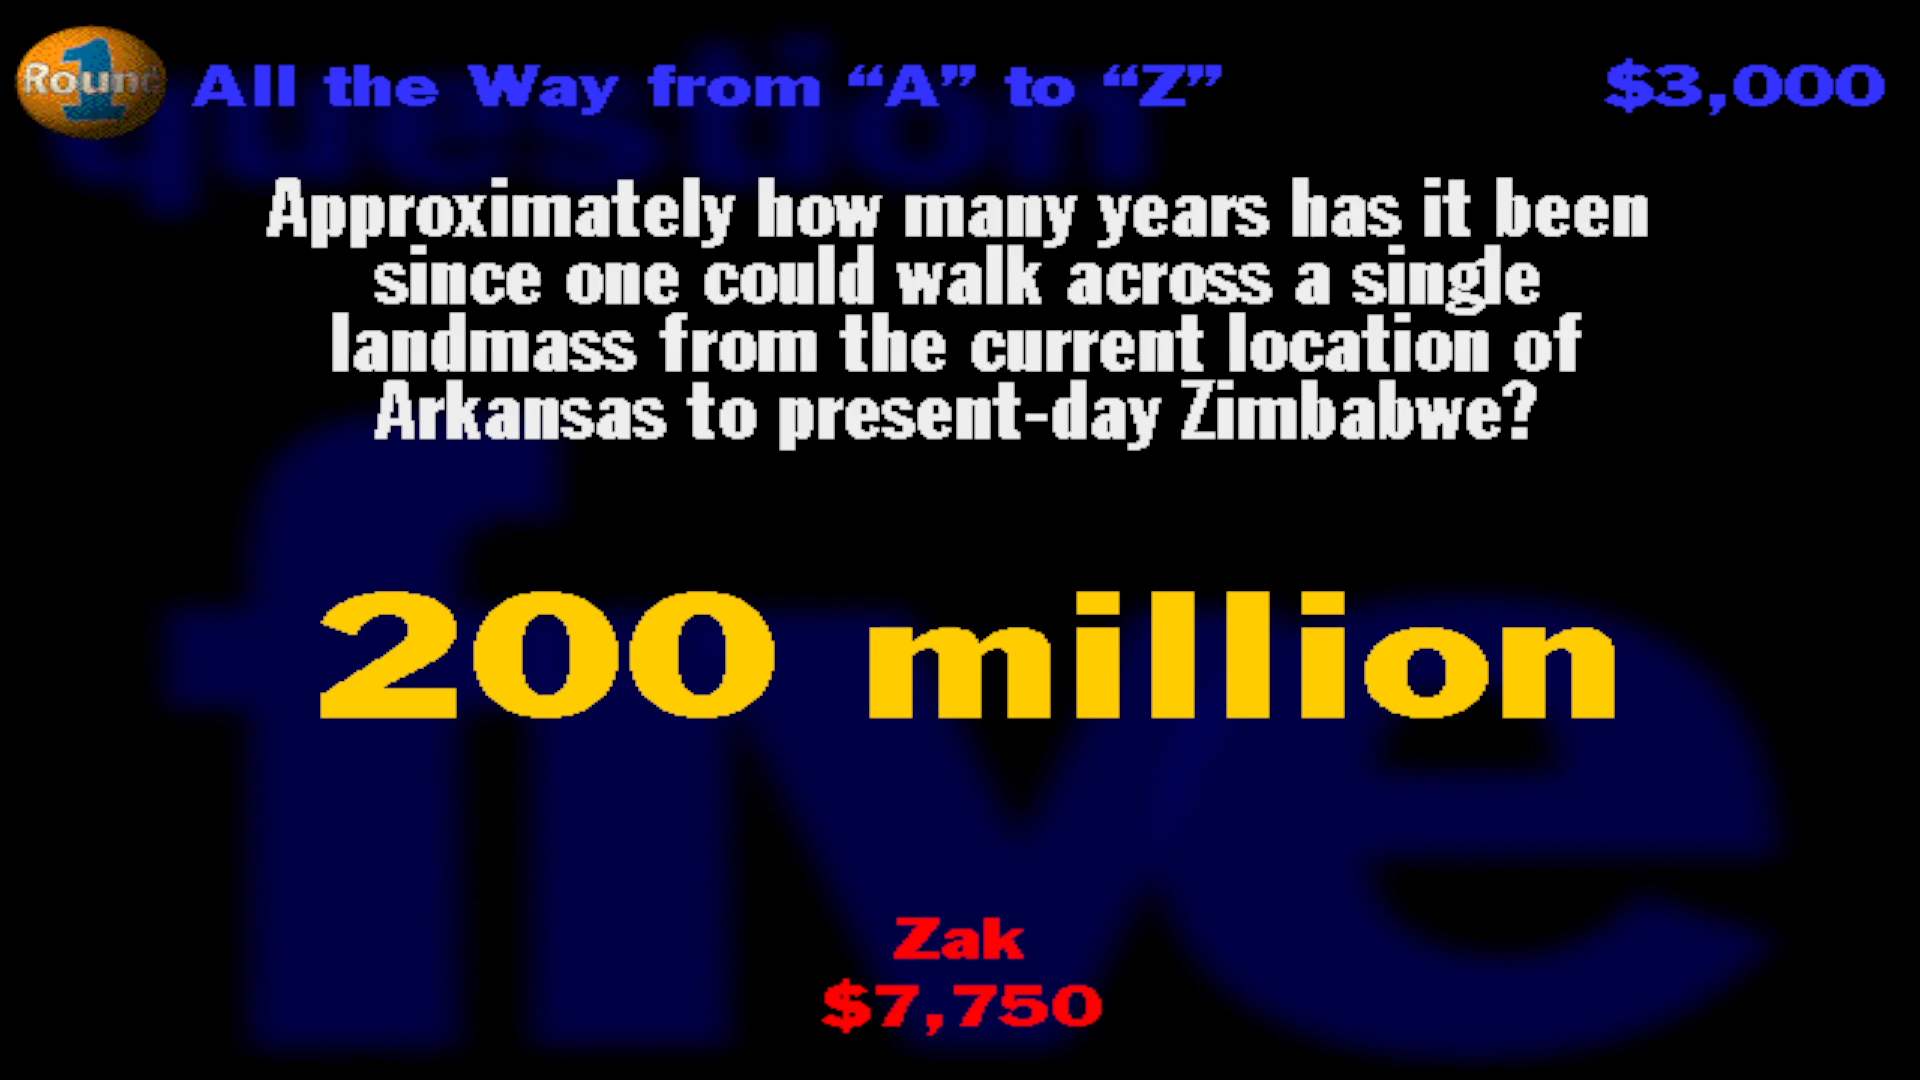 Round 1
All the Way from “A” to “Z”
$3,000
question
Approximately how many years has it been
since one could walk across a single
landmass from the current location of
Arkansas to present-day Zimbabwe?
five
200 million
Zak
$7,750